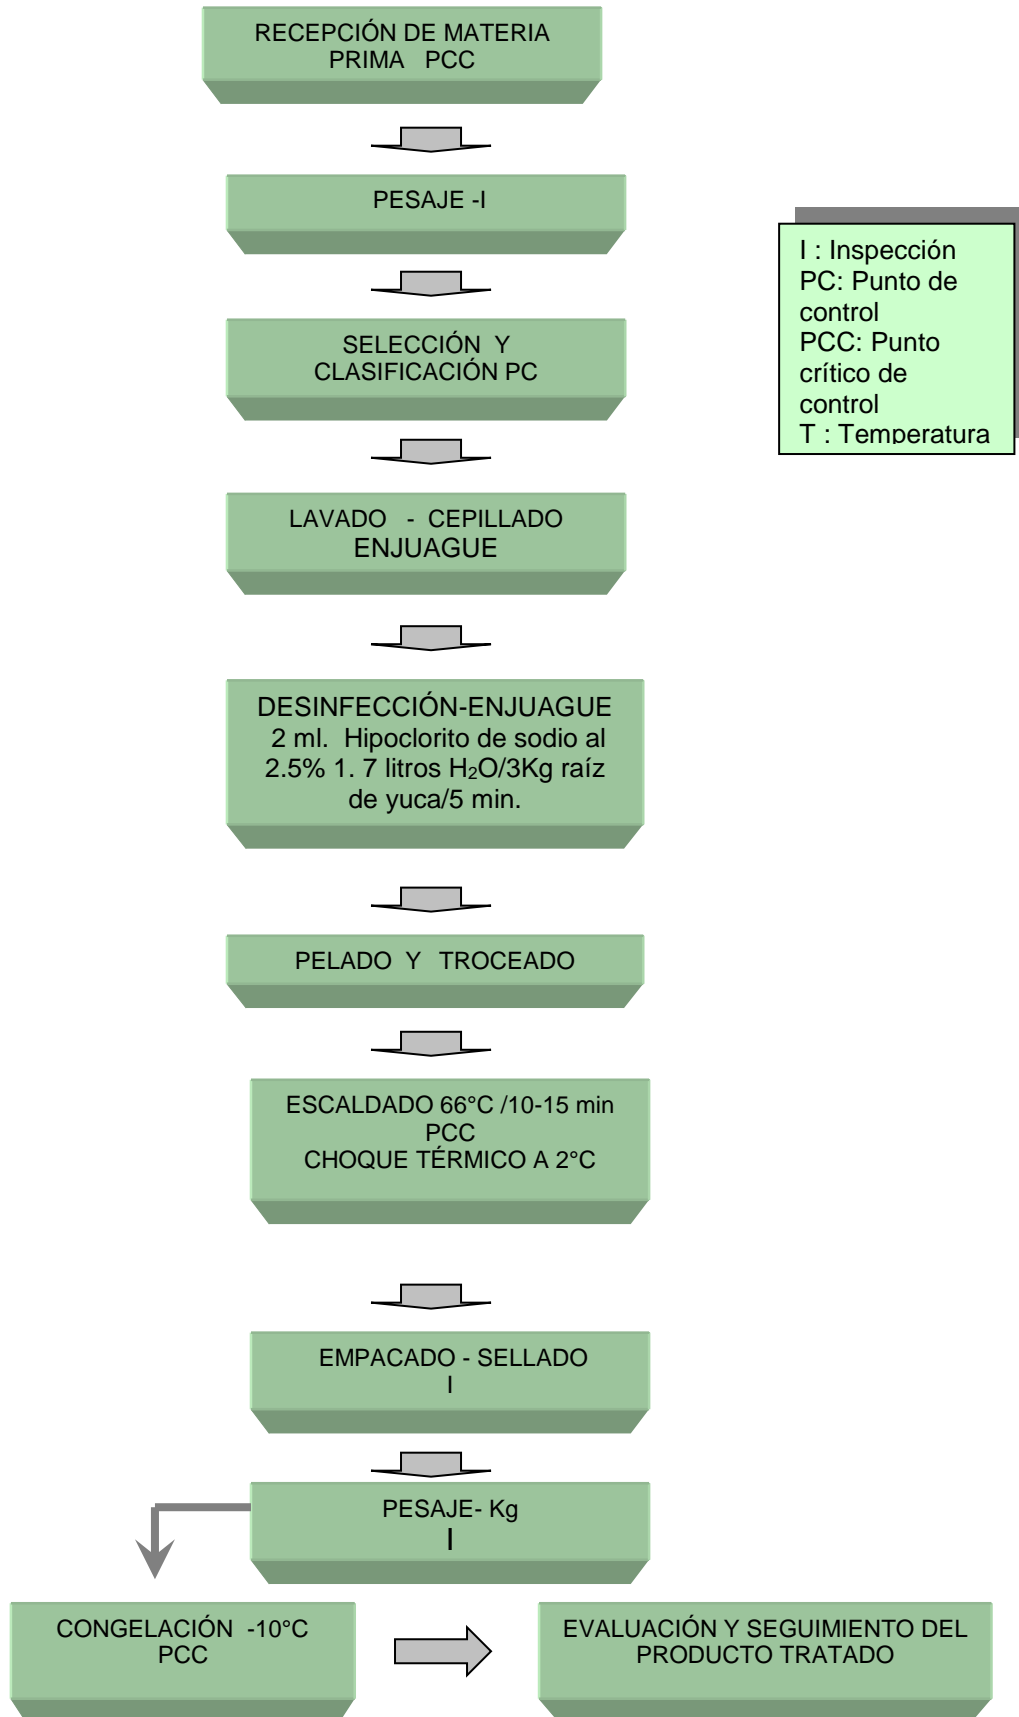 RECEPCIÓN DE MATERIA
PRIMA PCC
PESAJE -I
I : Inspección
PC: Punto de
control
PCC: Punto
crítico de
control
T : Temperatura
SELECCIÓN Y
CLASIFICACIÓN PC
LAVADO - CEPILLADO
ENJUAGUE
DESINFECCIÓN-ENJUAGUE
2 ml. Hipoclorito de sodio al
2.5% 1. 7 litros H₂O/3Kg raíz
de yuca/5 min.
PELADO Y TROCEADO
ESCALDADO 66°C /10-15 min
PCC
CHOQUE TÉRMICO A 2°C
EMPACADO - SELLADO
I
PESAJE- Kg
I
CONGELACIÓN -10°C
PCC
EVALUACIÓN Y SEGUIMIENTO DEL
PRODUCTO TRATADO